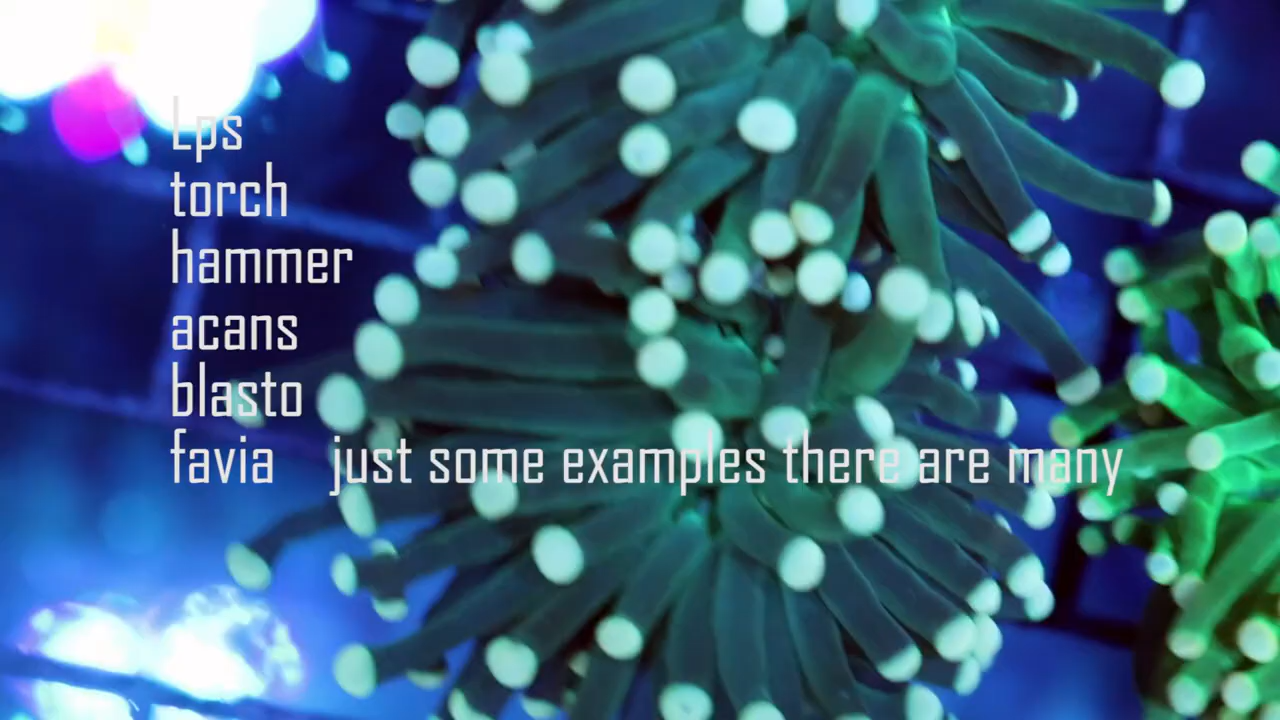 Lps
torch
hammer
acans
blasto
favia just some examples there are many